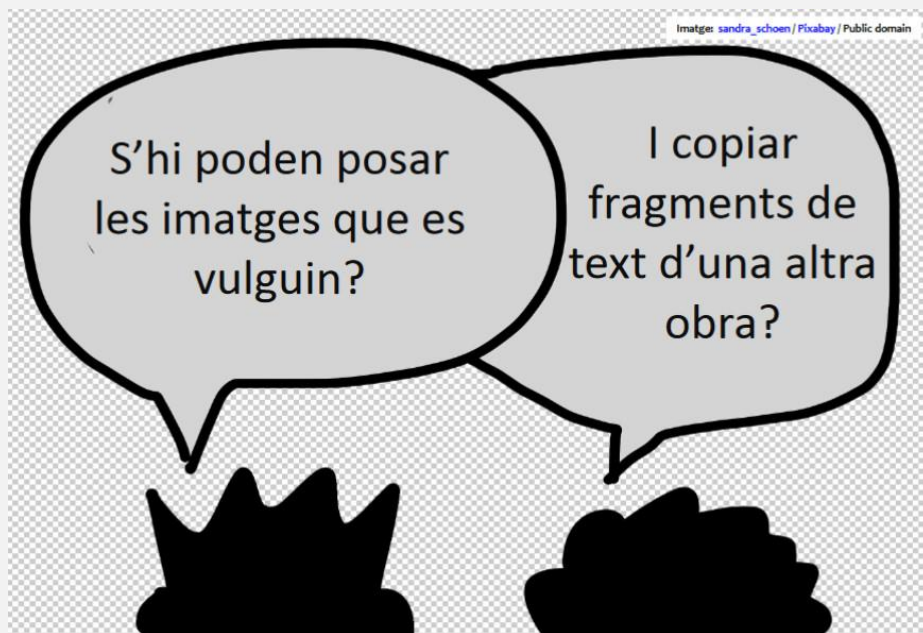 Imatge: sandra_schoen / Pixabay / Public domain
S’hi poden posar
les imatges que es
vulguin?
I copiar
fragments de
text d’una altra
obra?